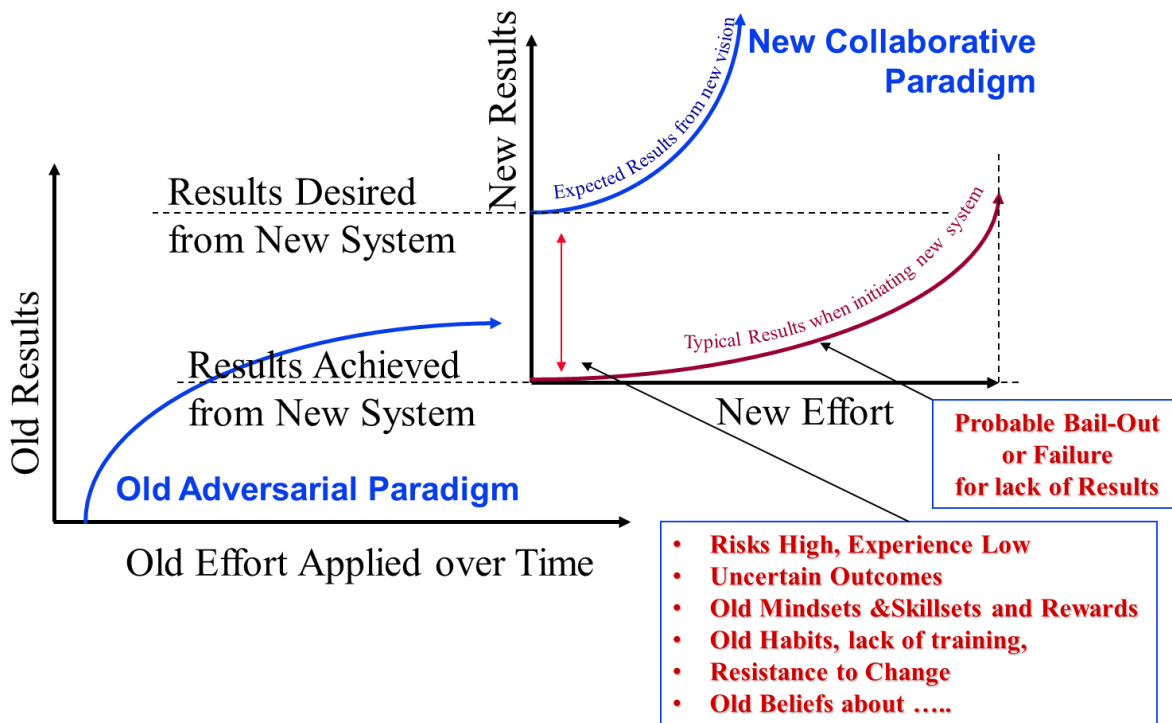 New Collaborative
Paradigm
New Results
Expected Results from new vision
Results Desired
from New System
Typical Results when initiating new system
Old Results
Results Achieved
from New System
New Effort
Old Adversarial Paradigm
Old Effort Applied over Time
Probable Bail-Out
or Failure
for lack of Results
• Risks High, Experience Low
• Uncertain Outcomes
• Old Mindsets &Skillsets and Rewards
• Old Habits, lack of training,
• Resistance to Change
• Old Beliefs about …..